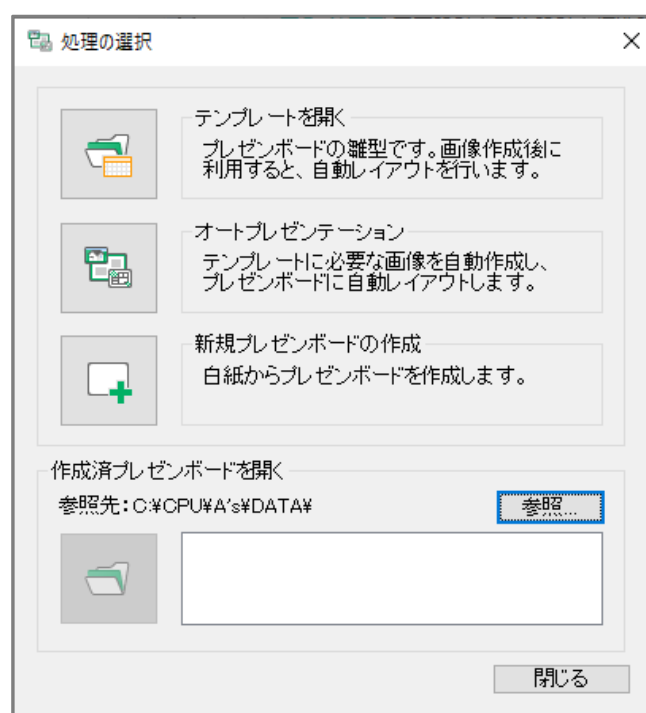 処理の選択
テンプレートを開く
プレゼンボードの雛型です。画像作成後に
利用すると、自動レイアウトを行います。
オートプレゼンテーション
テンプレートに必要な画像を自動作成し、
プレゼンボードに自動レイアウトします。
新規プレゼンボードの作成
白紙からプレゼンボードを作成します。
作成済プレゼンボードを開く
参照先:C:¥CPU¥A's¥DATA¥
参照...
閉じる